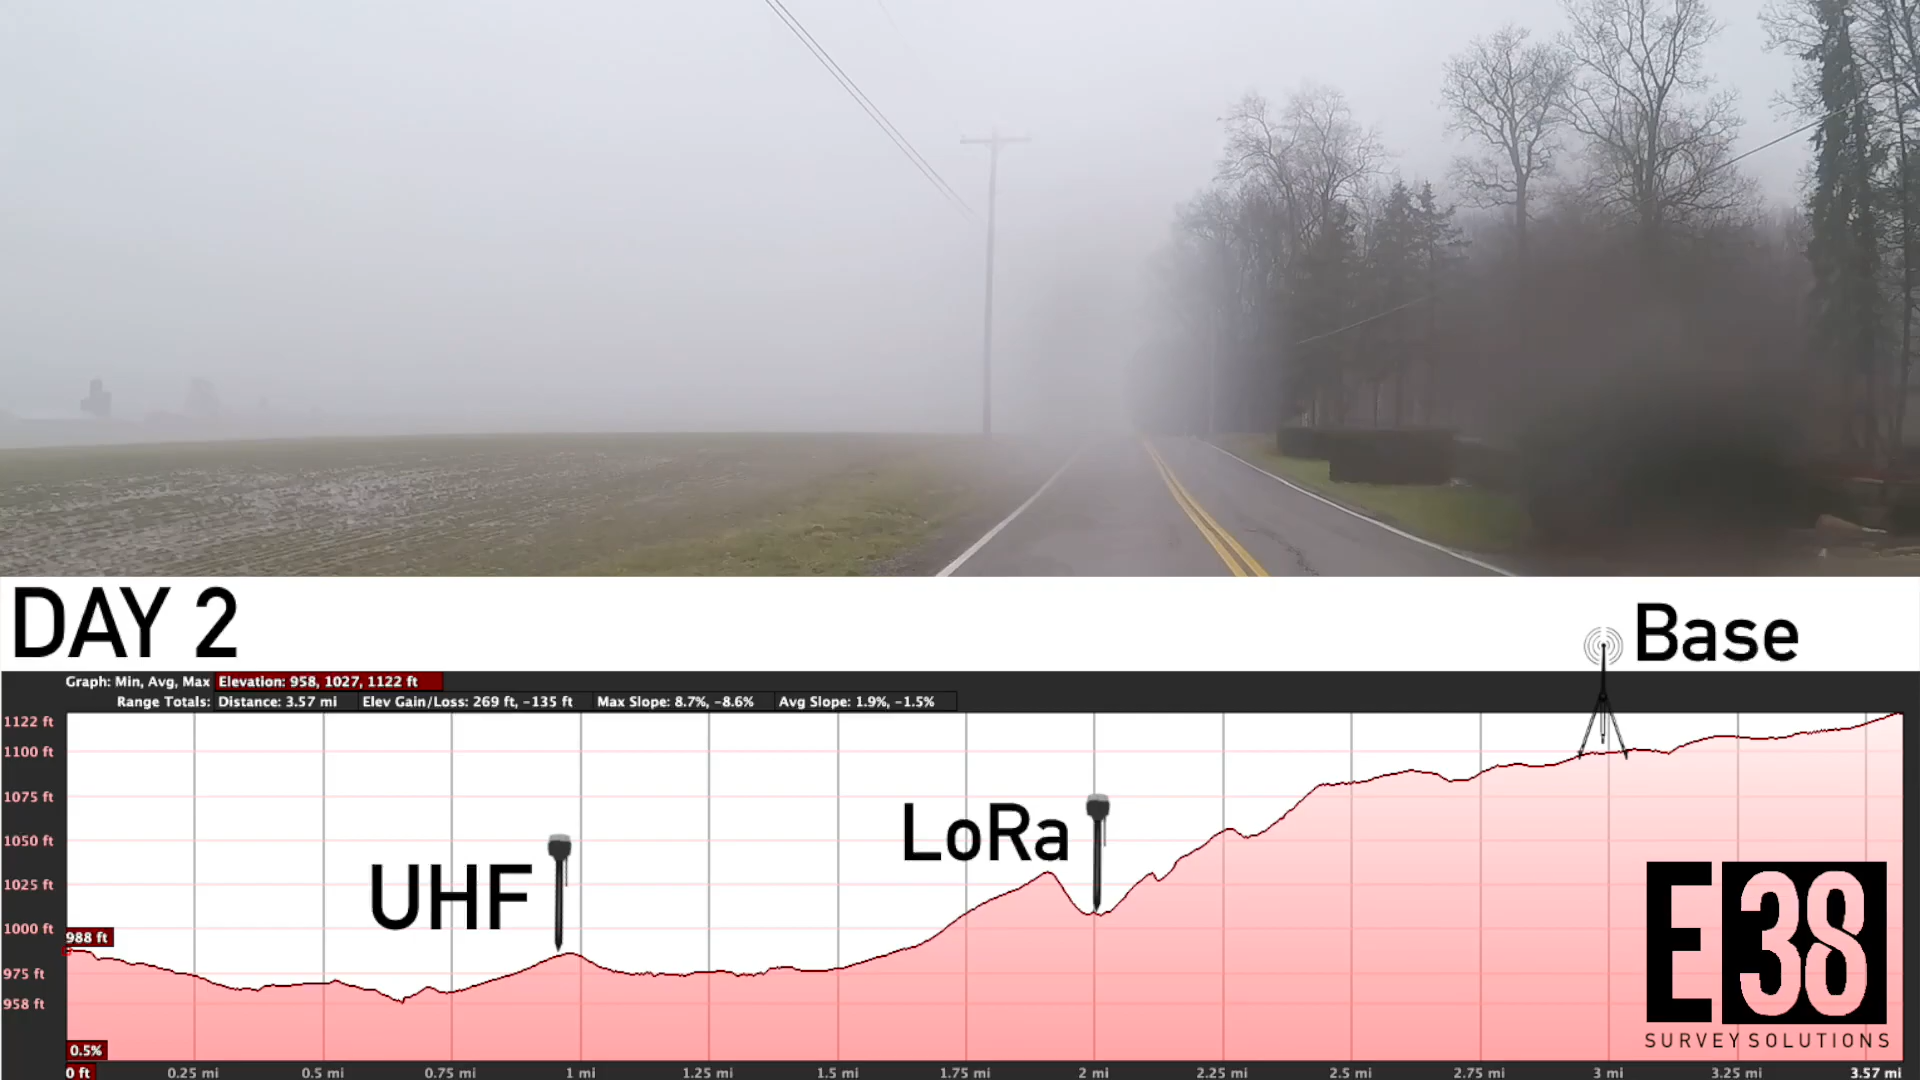 DAY 2
Base
Graph: Min, Avg, Max Elevation: 958, 1027, 1122 ft
Range Totals: Distance: 3.57 mi Elev Gain/Loss: 269 ft, -135 ft Max Slope: 8.7%, -8.6% Avg Slope: 1.9%, -1.5%
1122 ft
1100 ft
1075 ft
1050 ft
1025 ft
1000 ft
988 ft
975 ft
958 ft
LoRa
UHF
E38
SURVEY SOLUTIONS
0.5%
0 ft 0.25 mi 0.5 mi 0.75 mi 1 mi 1.25 mi 1.5 mi 1.75 mi 2 mi 2.25 mi 2.5 mi 2.75 mi 3 mi 3.25 mi 3.57 mi